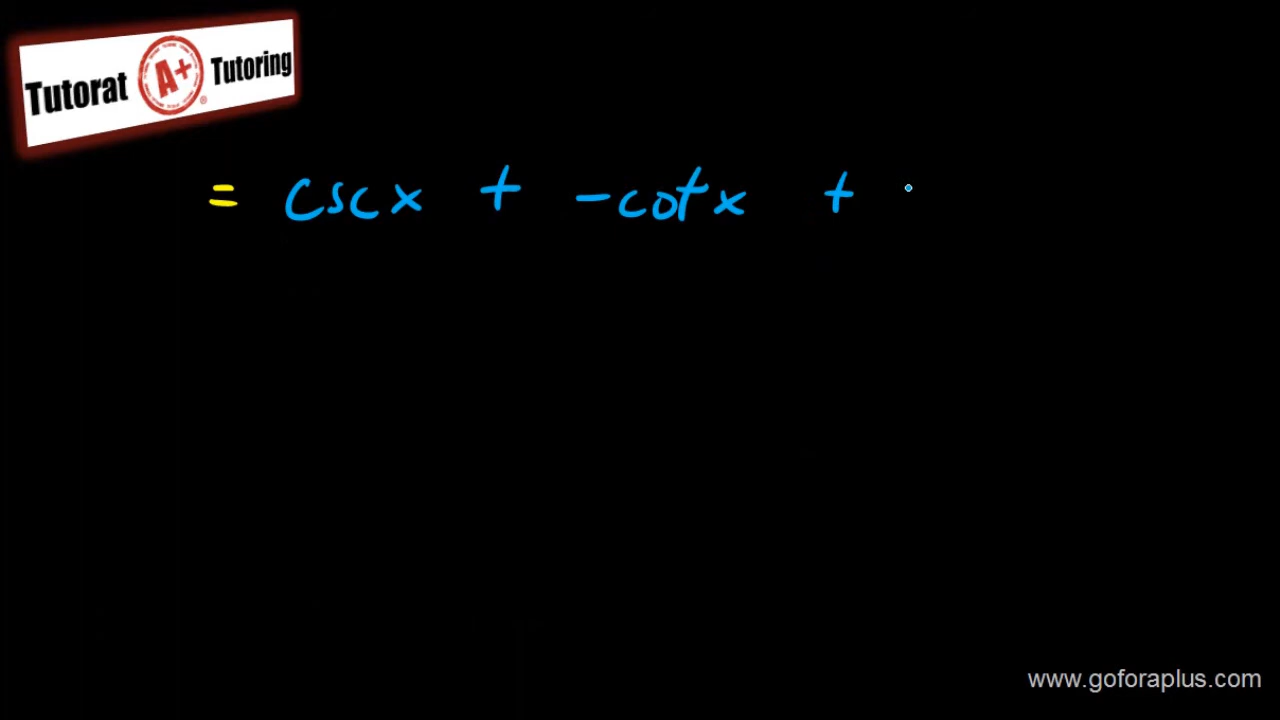 Tutorat A+ Tutoring
= cscx + -cotx +
www.goforaplus.com